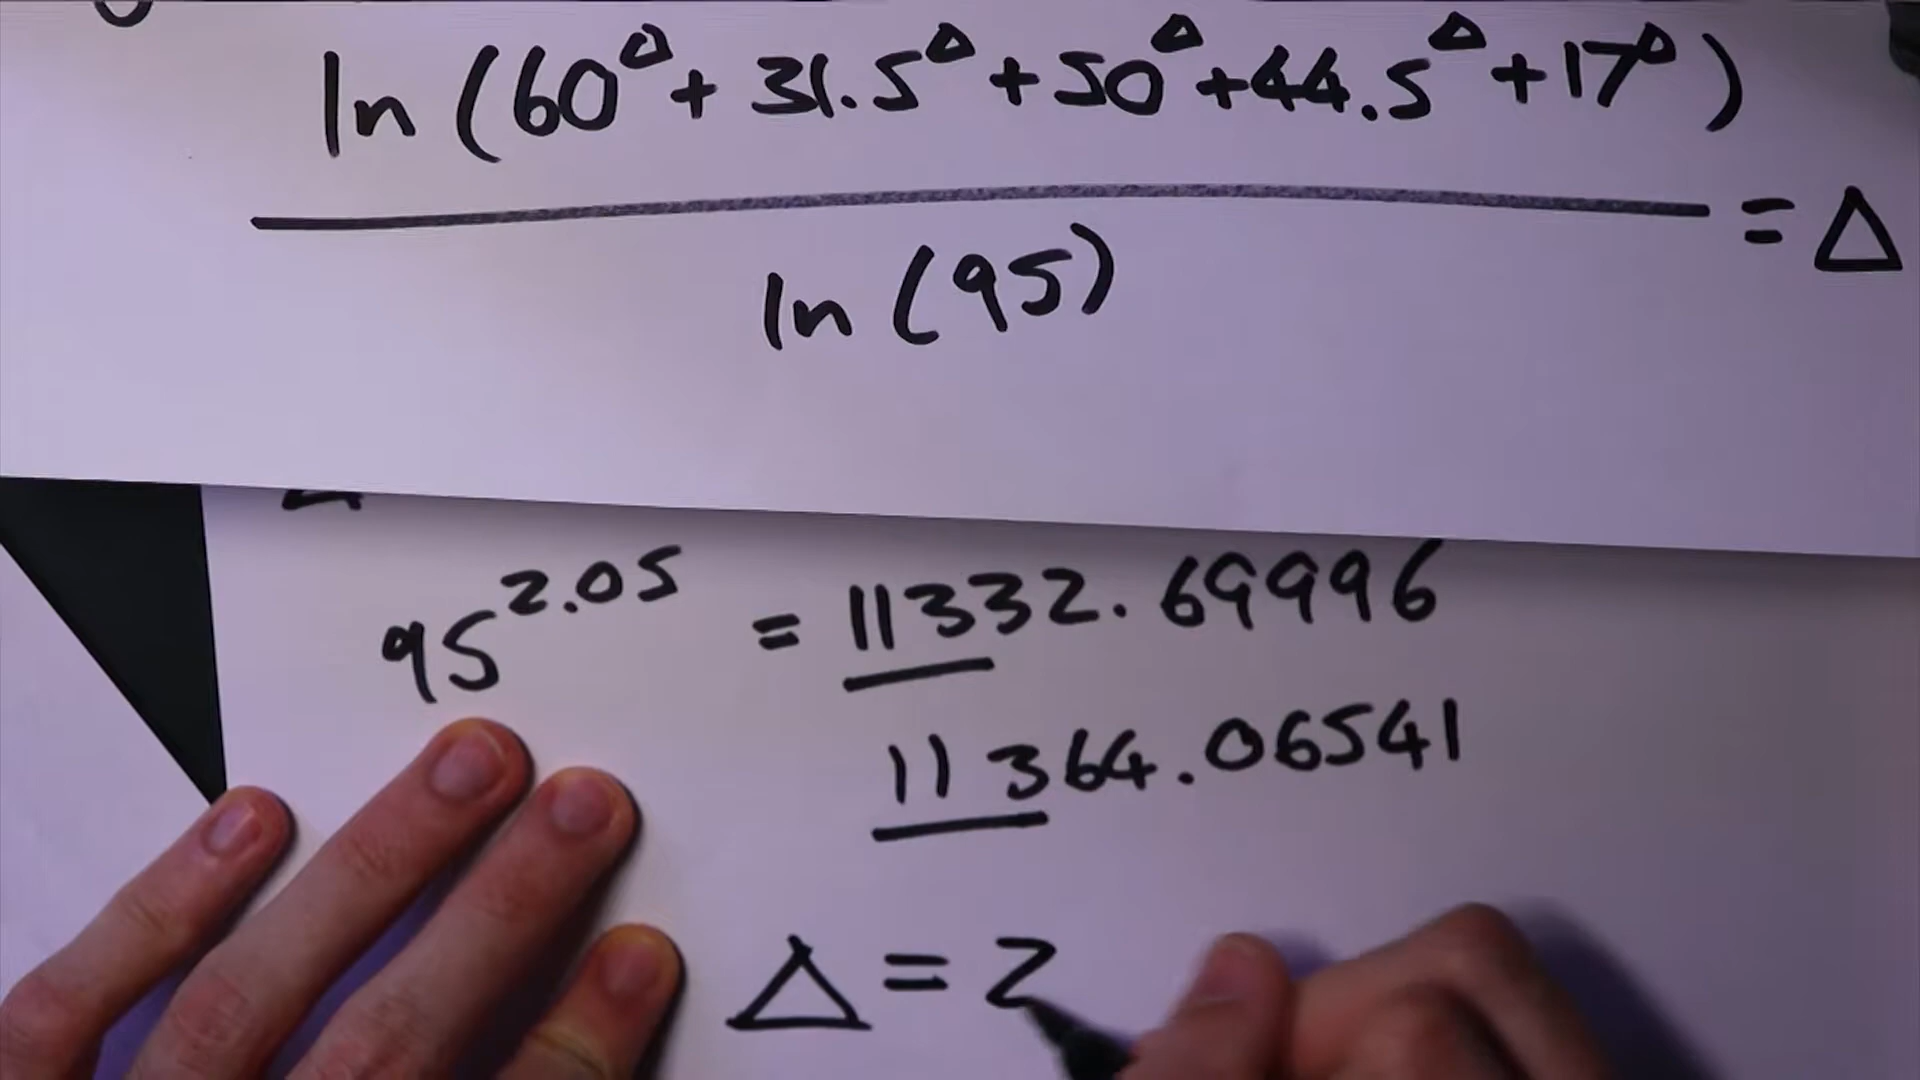 ln (60^Δ + 31.5^Δ + 50^Δ + 44.5^Δ + 17^Δ)
= Δ
ln (95)
95^2.05 = 11332.69996
11364.06541
Δ = 2